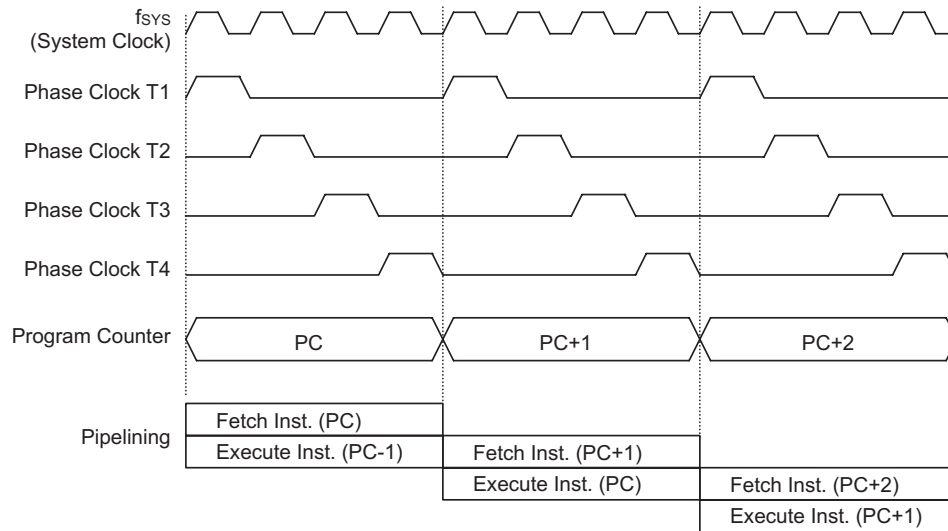 fSYS
(System Clock)
Phase Clock T1
Phase Clock T2
Phase Clock T3
Phase Clock T4
Program Counter
PC
PC+1
PC+2
Pipelining
Fetch Inst. (PC)
Execute Inst. (PC-1)
Fetch Inst. (PC+1)
Execute Inst. (PC)
Fetch Inst. (PC+2)
Execute Inst. (PC+1)